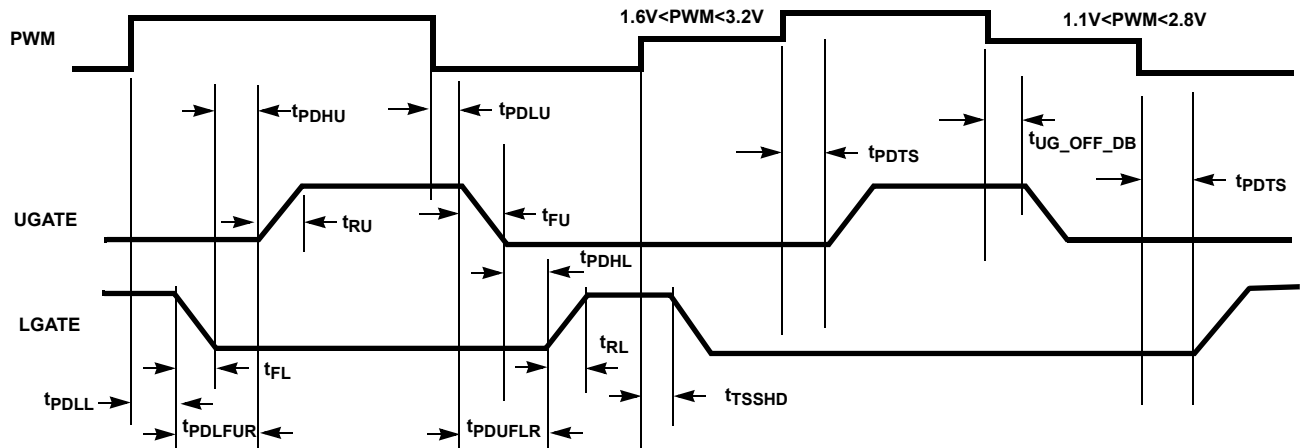 1.6V<PWM<3.2V
1.1V<PWM<2.8V
PWM
tPDHU
tPDLU
tPDTS
tUG_OFF_DB
tPDTS
UGATE
tRU
tFU
tPDHL
LGATE
tFL
tRL
tPDLL
tTSSHD
tPDLFUR
tPDUFLR